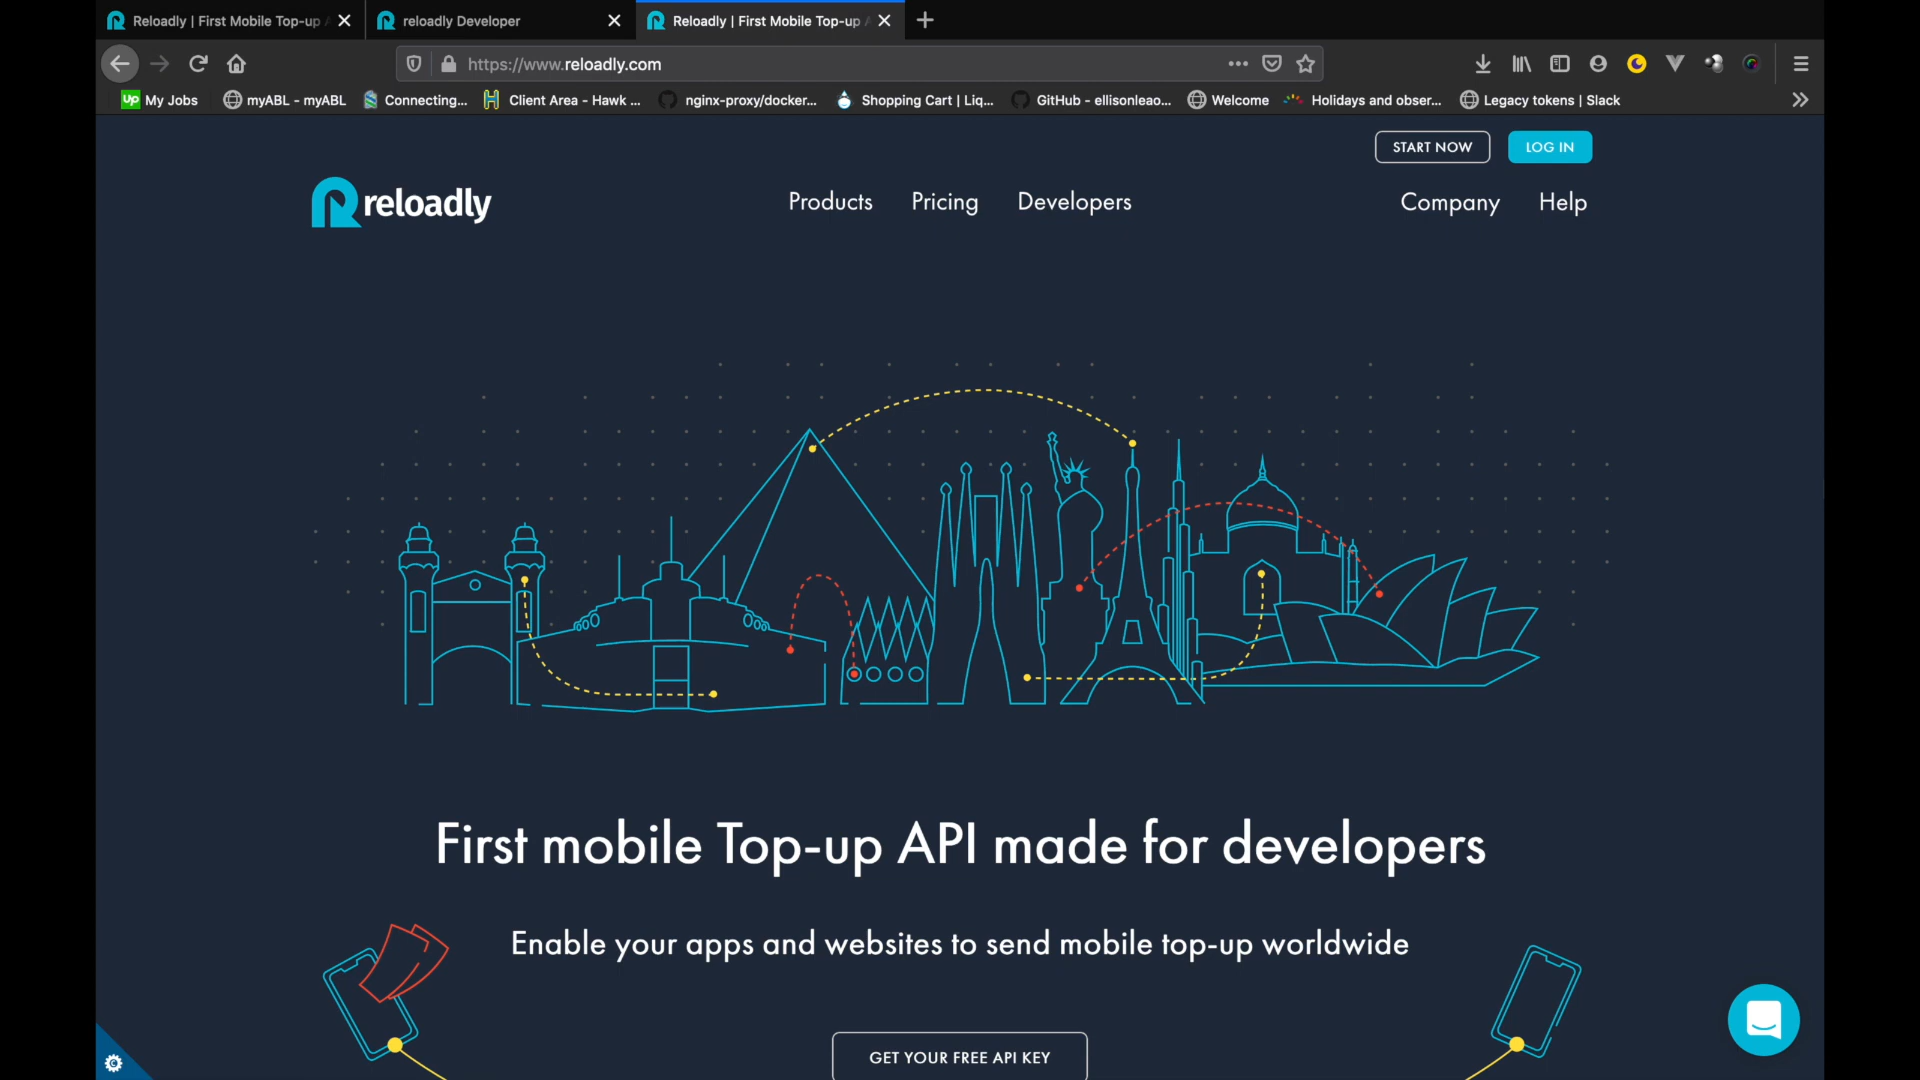 Reloadly | First Mobile Top-up
reloadly Developer
Reloadly | First Mobile Top-up
https://www.reloadly.com
My Jobs
myABL - myABL
Connecting...
Client Area - Hawk ...
nginx-proxy/docker...
Shopping Cart | Liq...
GitHub - ellisonleao...
Welcome
Holidays and obser...
Legacy tokens | Slack
START NOW
LOG IN
reloadly
Products
Pricing
Developers
Company
Help
First mobile Top-up API made for developers
Enable your apps and websites to send mobile top-up worldwide
GET YOUR FREE API KEY